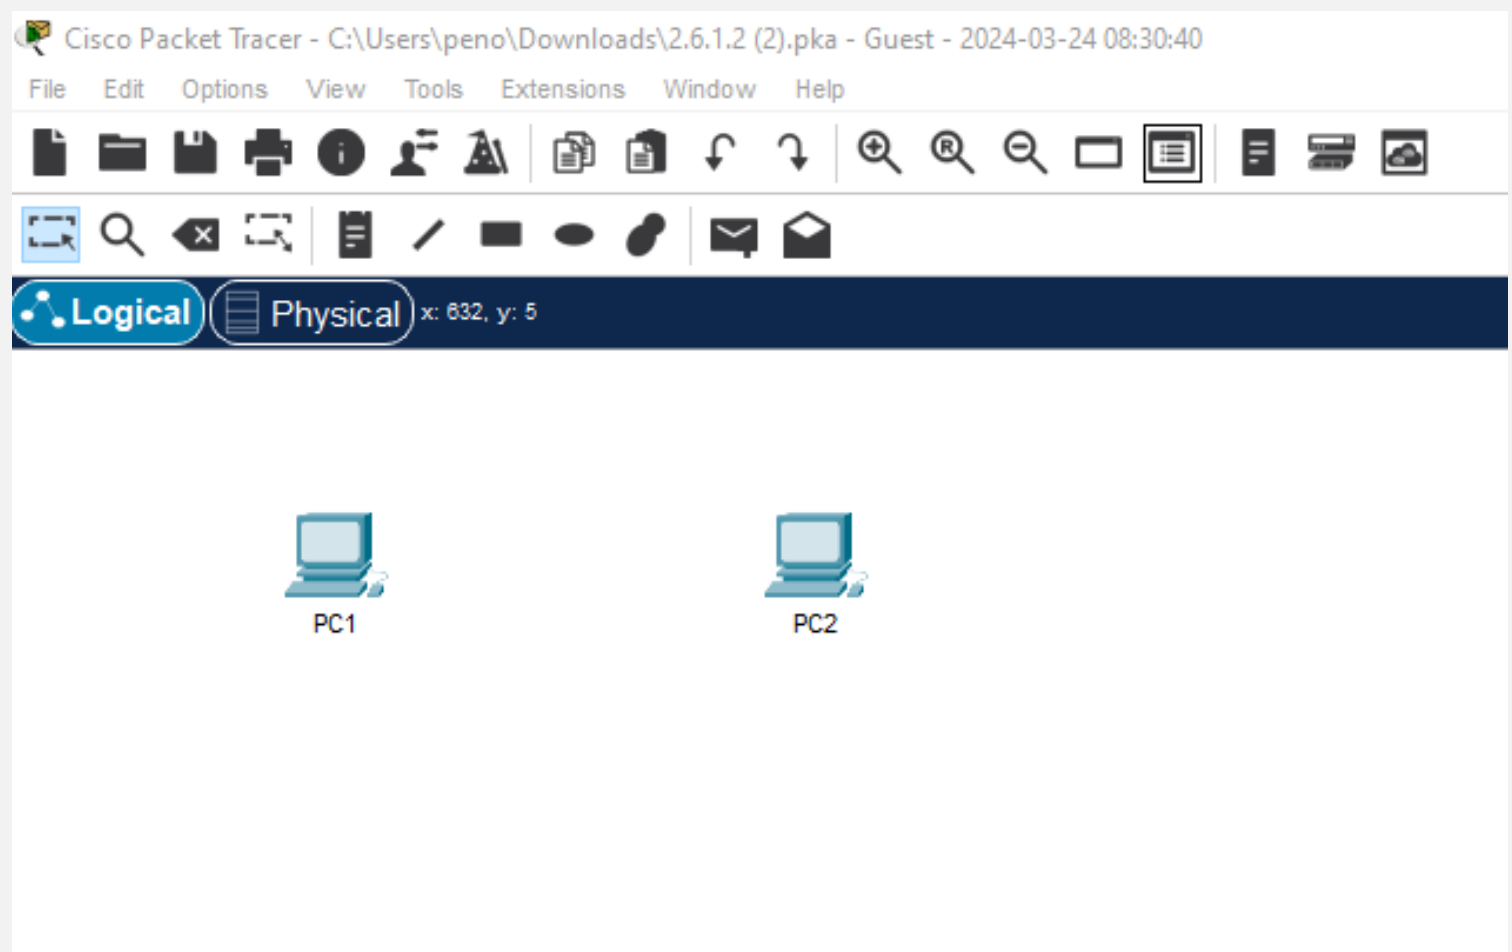 Cisco Packet Tracer - C:\Users\peno\Downloads\2.6.1.2 (2).pka - Guest - 2024-03-24 08:30:40
File Edit Options View Tools Extensions Window Help
R
Logical Physical x: 632, y: 5
PC1 PC2